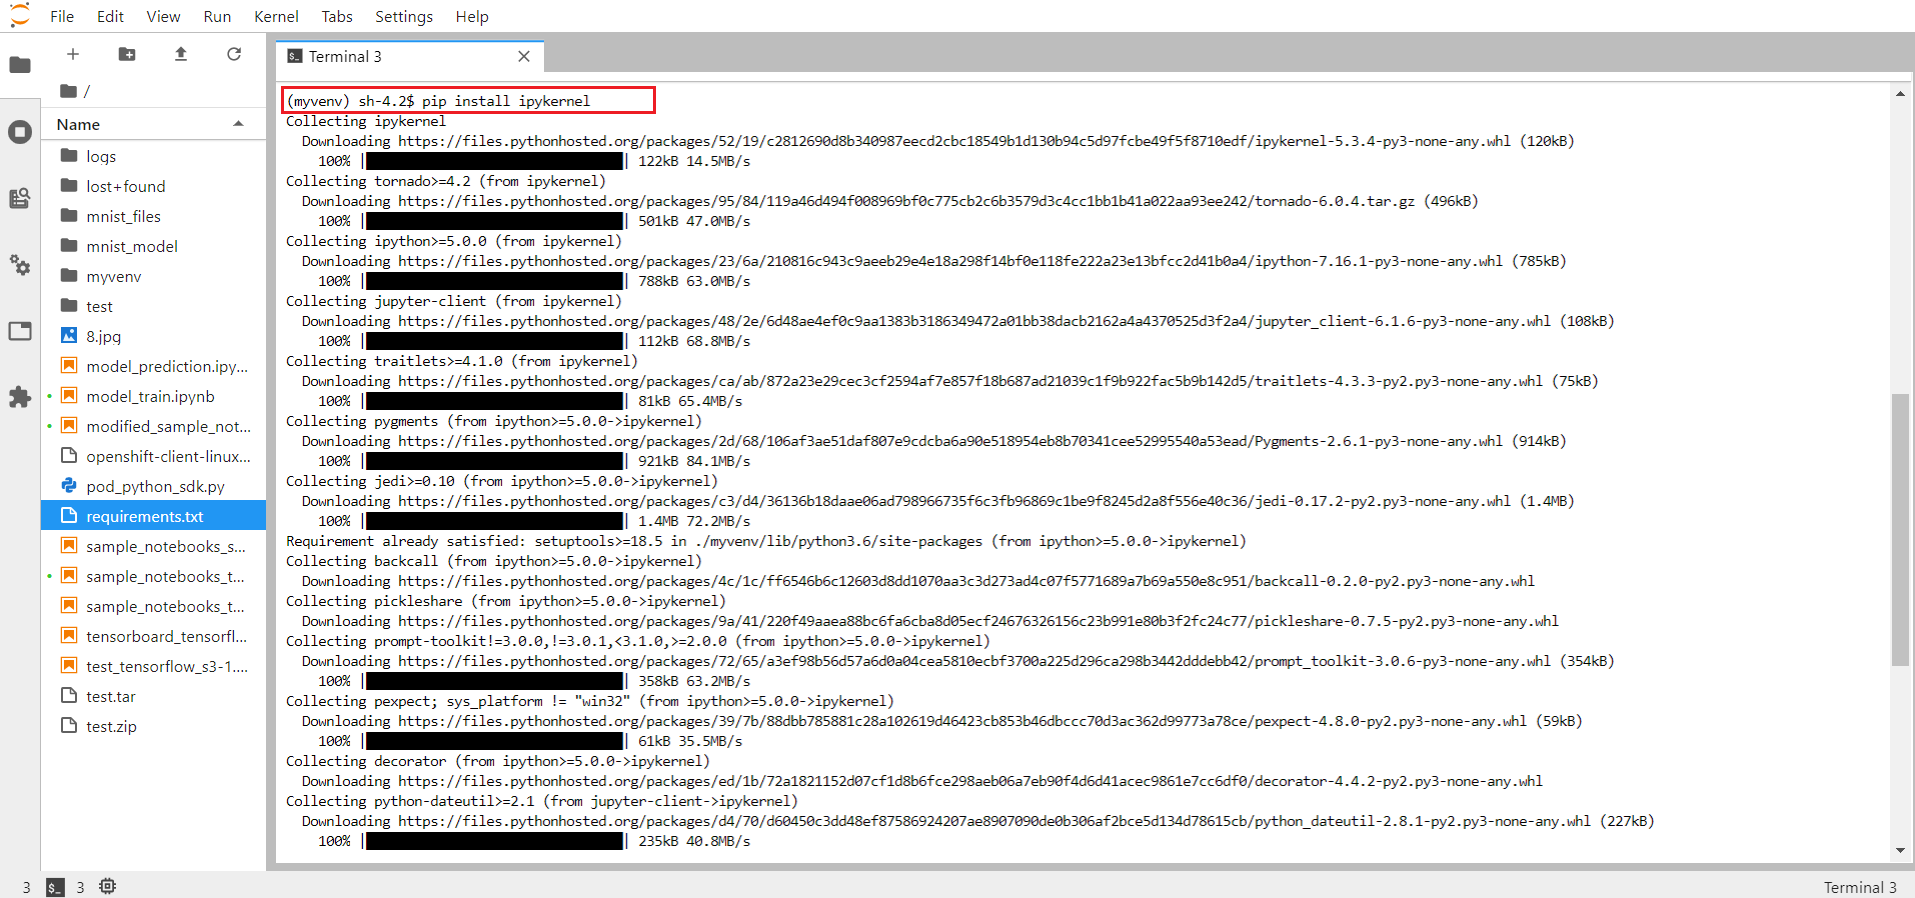 File Edit View Run Kernel Tabs Settings Help
Terminal 3
/
Name
logs
lost+found
mnist_files
mnist_model
myvenv
test
8.jpg
model_prediction.ipy...
model_train.ipynb
modified_sample_not...
openshift-client-linux...
pod_python_sdk.py
requirements.txt
sample_notebooks_s...
sample_notebooks_t...
sample_notebooks_t...
tensorboard_tensorfl...
test_tensorflow_s3-1....
test.tar
test.zip
(myvenv) sh-4.2$ pip install ipykernel
Collecting ipykernel
Downloading https://files.pythonhosted.org/packages/52/19/c2812690d8b340987eecd2cbc18549b1d130b94c5d97fcbe49f5f8710edf/ipykernel-5.3.4-py3-none-any.whl (120kB)
100% |████████████████████████████████| 122kB 14.5MB/s
Collecting tornado>=4.2 (from ipykernel)
Downloading https://files.pythonhosted.org/packages/95/84/119a46d494f008969bf0c775cb2c6b3579d3c4cc1bb1b41a022aa93ee242/tornado-6.0.4.tar.gz (496kB)
100% |████████████████████████████████| 501kB 47.0MB/s
Collecting ipython>=5.0.0 (from ipykernel)
Downloading https://files.pythonhosted.org/packages/23/6a/210816c943c9aeeb29e4e18a298f14bf0e118fe222a23e13bfcc2d41b0a4/ipython-7.16.1-py3-none-any.whl (785kB)
100% |████████████████████████████████| 788kB 63.0MB/s
Collecting jupyter-client (from ipykernel)
Downloading https://files.pythonhosted.org/packages/48/2e/6d48ae4ef0c9aa1383b3186349472a01bb38dacb2162a4a4370525d3f2a4/jupyter_client-6.1.6-py3-none-any.whl (108kB)
100% |████████████████████████████████| 112kB 68.8MB/s
Collecting traitlets>=4.1.0 (from ipykernel)
Downloading https://files.pythonhosted.org/packages/ca/ab/872a23e29cec3cf2594af7e857f18b687ad21039c1f9b922fac5b9b142d5/traitlets-4.3.3-py2.py3-none-any.whl (75kB)
100% |████████████████████████████████| 81kB 65.4MB/s
Collecting pygments (from ipython>=5.0.0->ipykernel)
Downloading https://files.pythonhosted.org/packages/2d/68/106af3ae51daf807e9cdcba6a90e518954eb8b70341cee52995540a53ead/Pygments-2.6.1-py3-none-any.whl (914kB)
100% |████████████████████████████████| 921kB 84.1MB/s
Collecting jedi>=0.10 (from ipython>=5.0.0->ipykernel)
Downloading https://files.pythonhosted.org/packages/c3/d4/36136b18daae06ad798966735f6c3fb96869c1be9f8245d2a8f556e40c36/jedi-0.17.2-py2.py3-none-any.whl (1.4MB)
100% |████████████████████████████████| 1.4MB 72.2MB/s
Requirement already satisfied: setuptools>=18.5 in ./myvenv/lib/python3.6/site-packages (from ipython>=5.0.0->ipykernel)
Collecting backcall (from ipython>=5.0.0->ipykernel)
Downloading https://files.pythonhosted.org/packages/4c/1c/ff6546b6c12603d8dd1070aa3c3d273ad4c07f5771689a7b69a550e8c951/backcall-0.2.0-py2.py3-none-any.whl
Collecting pickleshare (from ipython>=5.0.0->ipykernel)
Downloading https://files.pythonhosted.org/packages/9a/41/220f49aaea88bc6fa6cba8d05ecf24676326156c23b991e80b3f2fc24c77/pickleshare-0.7.5-py2.py3-none-any.whl
Collecting prompt-toolkit!=3.0.0,!=3.0.1,<3.1.0,>=2.0.0 (from ipython>=5.0.0->ipykernel)
Downloading https://files.pythonhosted.org/packages/72/65/a3ef98b56d57a6d0a04cea5810ecbf3700a225d296ca298b3442dddebb42/prompt_toolkit-3.0.6-py3-none-any.whl (354kB)
100% |████████████████████████████████| 358kB 63.2MB/s
Collecting pexpect; sys_platform != "win32" (from ipython>=5.0.0->ipykernel)
Downloading https://files.pythonhosted.org/packages/39/7b/88dbb785881c28a102619d46423cb853b46dbccc70d3ac362d99773a78ce/pexpect-4.8.0-py2.py3-none-any.whl (59kB)
100% |████████████████████████████████| 61kB 35.5MB/s
Collecting decorator (from ipython>=5.0.0->ipykernel)
Downloading https://files.pythonhosted.org/packages/ed/1b/72a1821152d07cf1d8b6fce298aeb06a7eb90f4d6d41acec9861e7cc6df0/decorator-4.4.2-py2.py3-none-any.whl
Collecting python-dateutil>=2.1 (from jupyter-client->ipykernel)
Downloading https://files.pythonhosted.org/packages/d4/70/d60450c3dd48ef87586924207ae8907090de0b306af2bce5d134d78615cb/python_dateutil-2.8.1-py2.py3-none-any.whl (227kB)
100% |████████████████████████████████| 235kB 40.8MB/s
3 $_ 3
Terminal 3